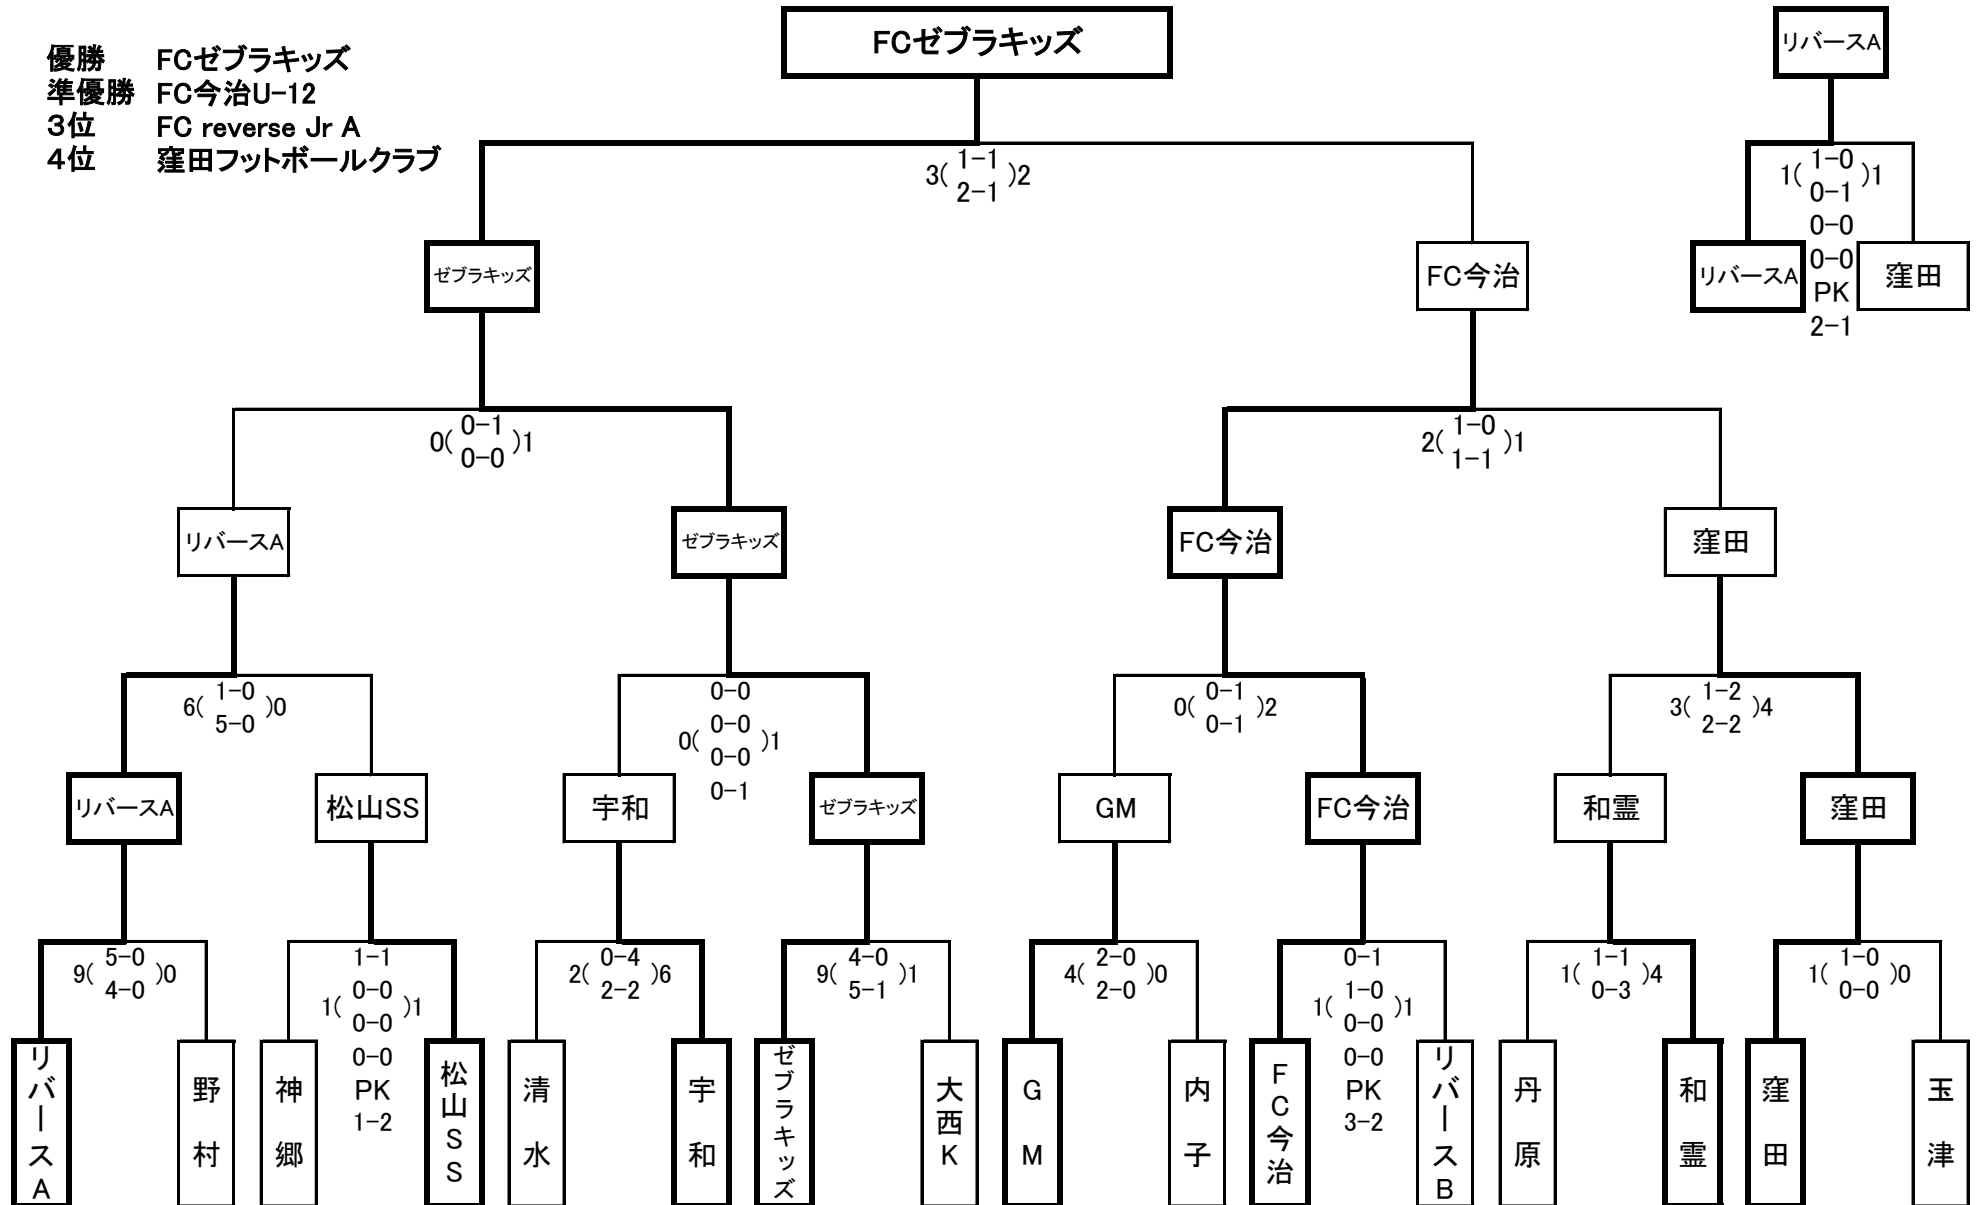 優勝 FCゼブラキッズ
準優勝 FC今治U-12
3位 FC reverse Jr A
4位 窪田フットボールクラブ
FCゼブラキッズ
リバースA
3( 1-1 )2
2-1
1( 1-0 )1
0-1
0-0
0-0
PK
2-1
ゼブラキッズ
FC今治
リバースA
窪田
0( 0-1 )1
0-0
2( 1-0 )1
1-1
リバースA
ゼブラキッズ
FC今治
窪田
6( 1-0 )0
5-0
0-0
0( 0-0 )1
0-0
0-1
0( 0-1 )2
0-1
3( 1-2 )4
2-2
リバースA
松山SS
宇和
ゼブラキッズ
GM
FC今治
和霊
窪田
9( 5-0 )0
4-0
1-1
1( 0-0 )1
0-0
0-0
PK
1-2
2( 0-4 )6
2-2
9( 4-0 )1
5-1
4( 2-0 )0
2-0
0-1
1( 1-0 )1
0-0
0-0
PK
3-2
1( 1-1 )4
0-3
1( 1-0 )0
0-0
リバースA
野村
神郷
松山SS
清水
宇和
ゼブラキッズ
大西K
GM
内子
FC今治
リバースB
丹原
和霊
窪田
玉津